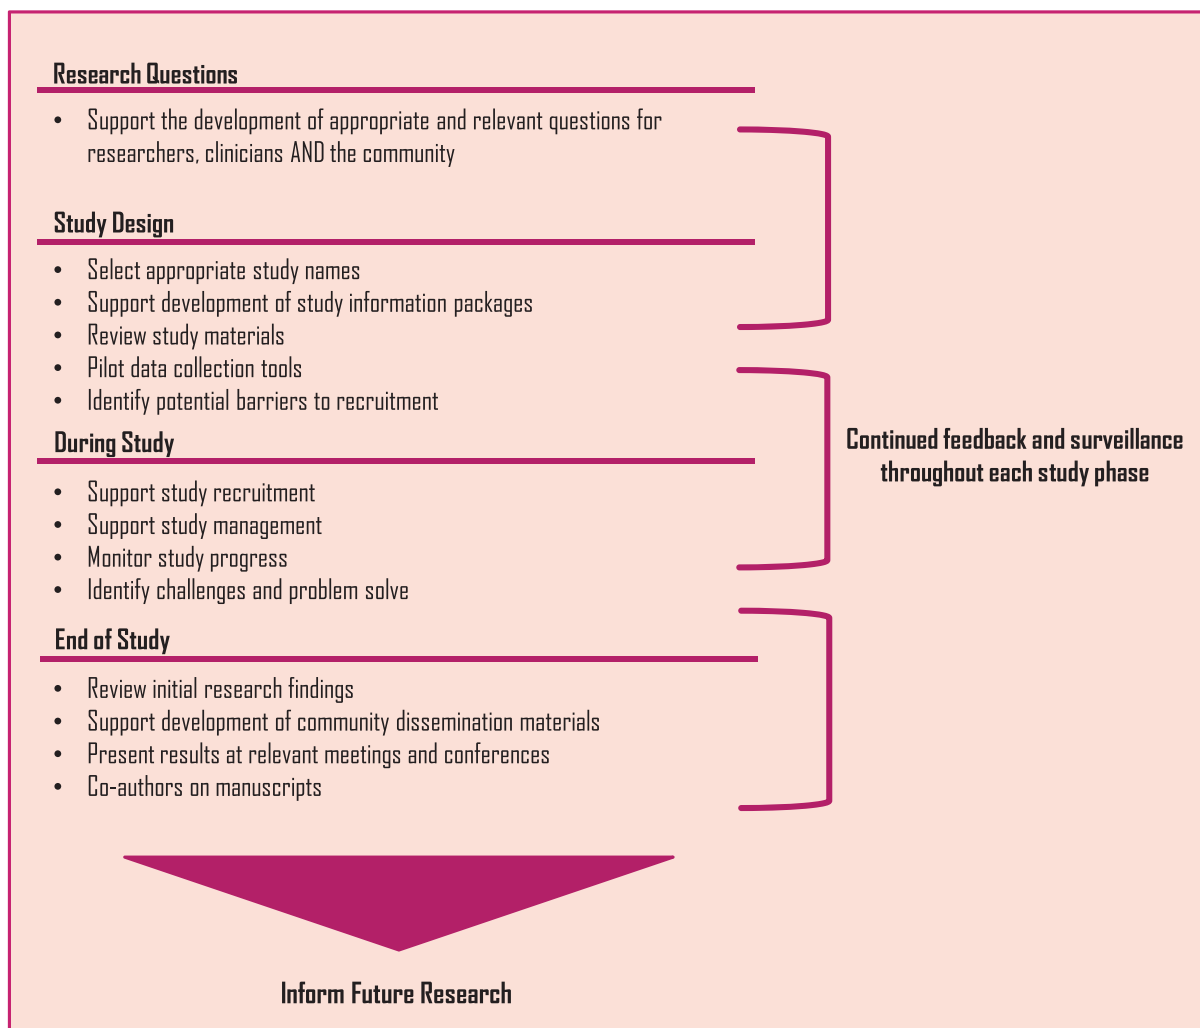 Research Questions
• Support the development of appropriate and relevant questions for
researchers, clinicians AND the community
Study Design
• Select appropriate study names
• Support development of study information packages
• Review study materials
• Pilot data collection tools
• Identify potential barriers to recruitment
During Study
• Support study recruitment
• Support study management
• Monitor study progress
• Identify challenges and problem solve
End of Study
• Review initial research findings
• Support development of community dissemination materials
• Present results at relevant meetings and conferences
• Co-authors on manuscripts
Continued feedback and surveillance
throughout each study phase
Inform Future Research